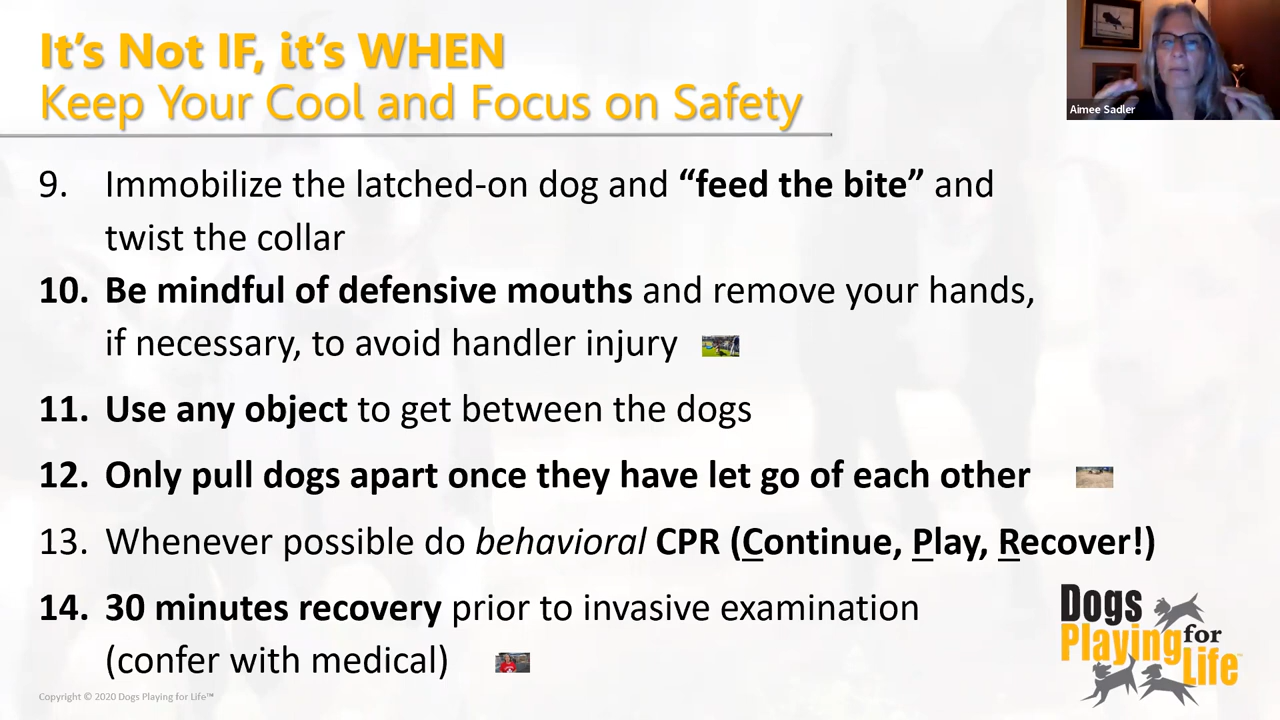 It's Not IF, it's WHEN
Keep Your Cool and Focus on Safety
Aimee Sadler
9. Immobilize the latched-on dog and “feed the bite” and
twist the collar
10. Be mindful of defensive mouths and remove your hands,
if necessary, to avoid handler injury
11. Use any object to get between the dogs
12. Only pull dogs apart once they have let go of each other
13. Whenever possible do behavioral CPR (Continue, Play, Recover!)
14. 30 minutes recovery prior to invasive examination
(confer with medical)
Dogs
Playing for
Life™
Copyright © 2020 Dogs Playing for Life™